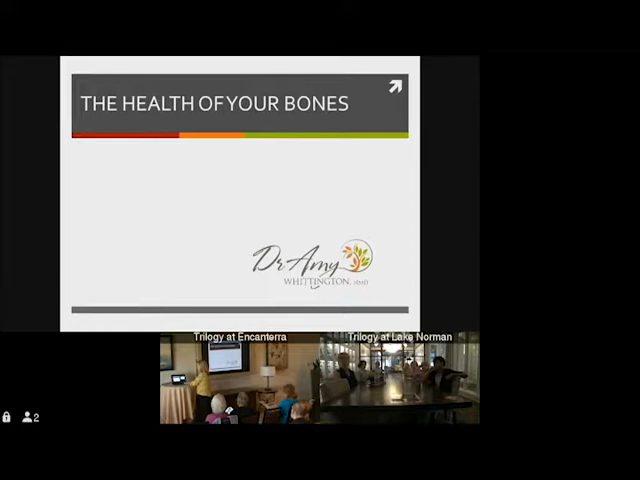 THE HEALTH OF YOUR BONES
Dr Amy
WHITTINGTON, NMD
Trilogy at Encanterra
Trilogy at Lake Norman
2